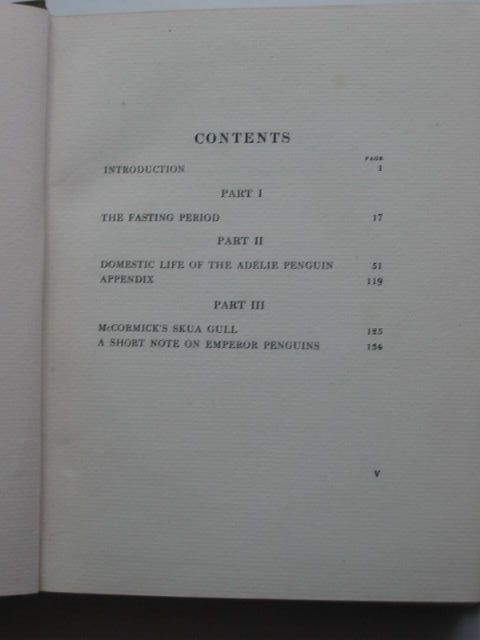 CONTENTS
PAGE
INTRODUCTION 1
PART I
THE FASTING PERIOD 17
PART II
DOMESTIC LIFE OF THE ADÉLIE PENGUIN 51
APPENDIX 119
PART III
McCORMICK'S SKUA GULL 125
A SHORT NOTE ON EMPEROR PENGUINS 134
V